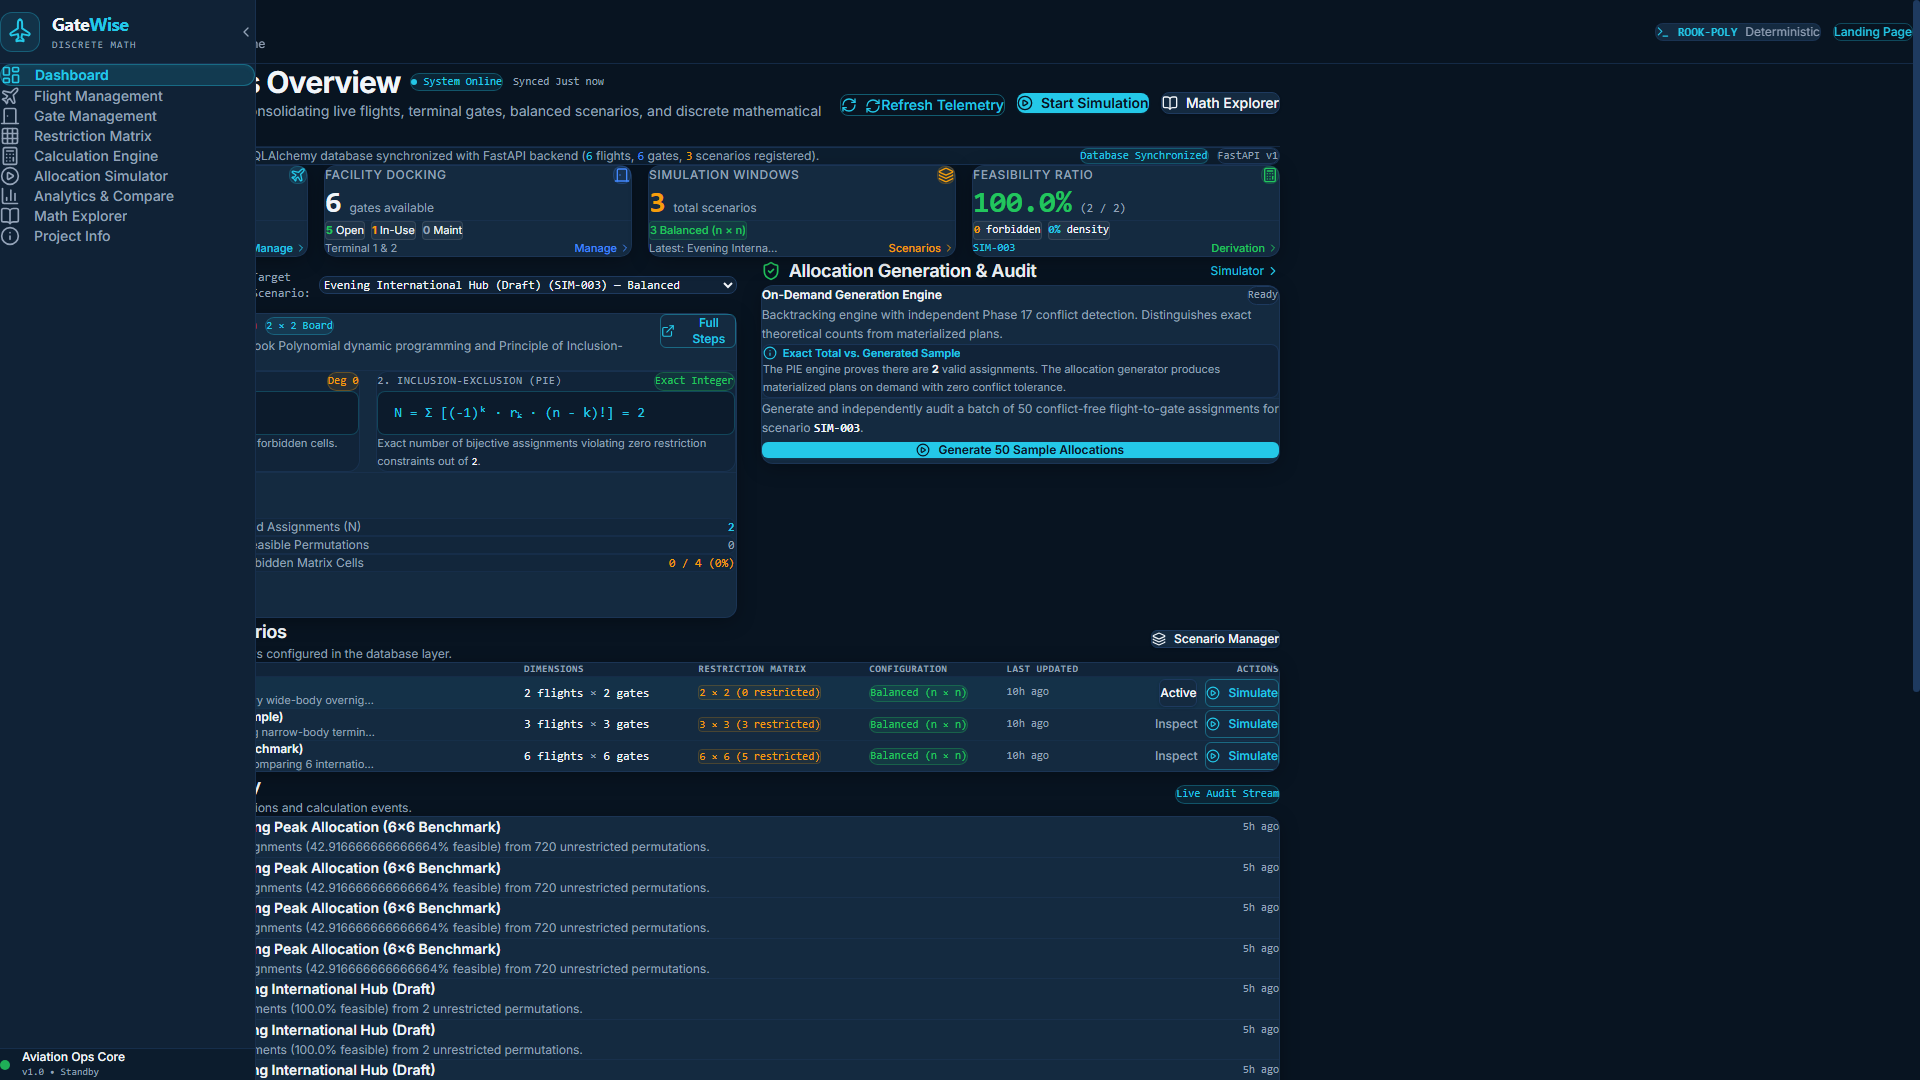 GateWise
DISCRETE MATH
Dashboard
Flight Management
Gate Management
Restriction Matrix
Calculation Engine
Allocation Simulator
Analytics & Compare
Math Explorer
Project Info
Aviation Ops Core
v1.0 • Standby
ne
ROOK-POLY Deterministic
Landing Page
s Overview
System Online
Synced Just now
onsolidating live flights, terminal gates, balanced scenarios, and discrete mathematical
Refresh Telemetry
Start Simulation
Math Explorer
QLAlchemy database synchronized with FastAPI backend (6 flights, 6 gates, 3 scenarios registered).
Database Synchronized
FastAPI v1
Manage
FACILITY DOCKING
6 gates available
5 Open
1 In-Use
0 Maint
Terminal 1 & 2
Manage
SIMULATION WINDOWS
3 total scenarios
3 Balanced (n × n)
Latest: Evening Interna...
Scenarios
FEASIBILITY RATIO
100.0% (2 / 2)
0 forbidden
0% density
SIM-003
Derivation
Target
Scenario:
Evening International Hub (Draft) (SIM-003) — Balanced
2 × 2 Board
ook Polynomial dynamic programming and Principle of Inclusion-
Full
Steps
Deg 0
forbidden cells.
2. INCLUSION-EXCLUSION (PIE)
Exact Integer
N = Σ [(-1)ᵏ · rₖ · (n - k)!] = 2
Exact number of bijective assignments violating zero restriction
constraints out of 2.
d Assignments (N)
2
easible Permutations
0
bidden Matrix Cells
0 / 4 (0%)
Allocation Generation & Audit
Simulator
On-Demand Generation Engine
Ready
Backtracking engine with independent Phase 17 conflict detection. Distinguishes exact
theoretical counts from materialized plans.
Exact Total vs. Generated Sample
The PIE engine proves there are 2 valid assignments. The allocation generator produces
materialized plans on demand with zero conflict tolerance.
Generate and independently audit a batch of 50 conflict-free flight-to-gate assignments for
scenario SIM-003.
Generate 50 Sample Allocations
rios
s configured in the database layer.
Scenario Manager
DIMENSIONS
RESTRICTION MATRIX
CONFIGURATION
LAST UPDATED
ACTIONS
y wide-body overnig...
2 flights × 2 gates
2 × 2 (0 restricted)
Balanced (n × n)
10h ago
Active
Simulate
mple)
g narrow-body termin...
3 flights × 3 gates
3 × 3 (3 restricted)
Balanced (n × n)
10h ago
Inspect
Simulate
chmark)
omparing 6 internatio...
6 flights × 6 gates
6 × 6 (5 restricted)
Balanced (n × n)
10h ago
Inspect
Simulate
y
ions and calculation events.
Live Audit Stream
ng Peak Allocation (6×6 Benchmark)
5h ago
gnments (42.916666666666664% feasible) from 720 unrestricted permutations.
ng Peak Allocation (6×6 Benchmark)
5h ago
gnments (42.916666666666664% feasible) from 720 unrestricted permutations.
ng Peak Allocation (6×6 Benchmark)
5h ago
gnments (42.916666666666664% feasible) from 720 unrestricted permutations.
ng Peak Allocation (6×6 Benchmark)
5h ago
gnments (42.916666666666664% feasible) from 720 unrestricted permutations.
ng International Hub (Draft)
5h ago
ments (100.0% feasible) from 2 unrestricted permutations.
ng International Hub (Draft)
5h ago
ments (100.0% feasible) from 2 unrestricted permutations.
ng International Hub (Draft)
5h ago